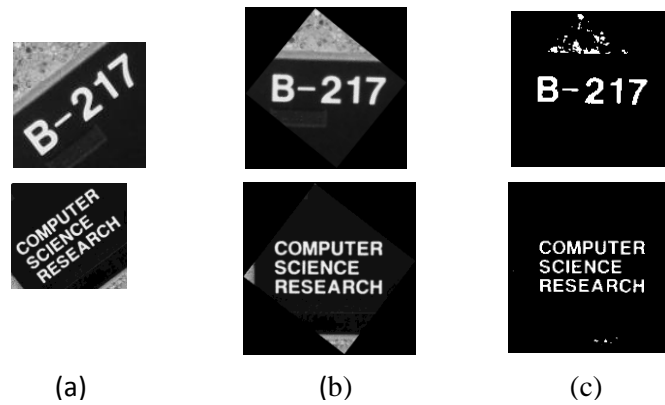 B-217 B-217 B-217
COMPUTER COMPUTER COMPUTER
SCIENCE SCIENCE SCIENCE
RESEARCH RESEARCH RESEARCH
(a) (b) (c)